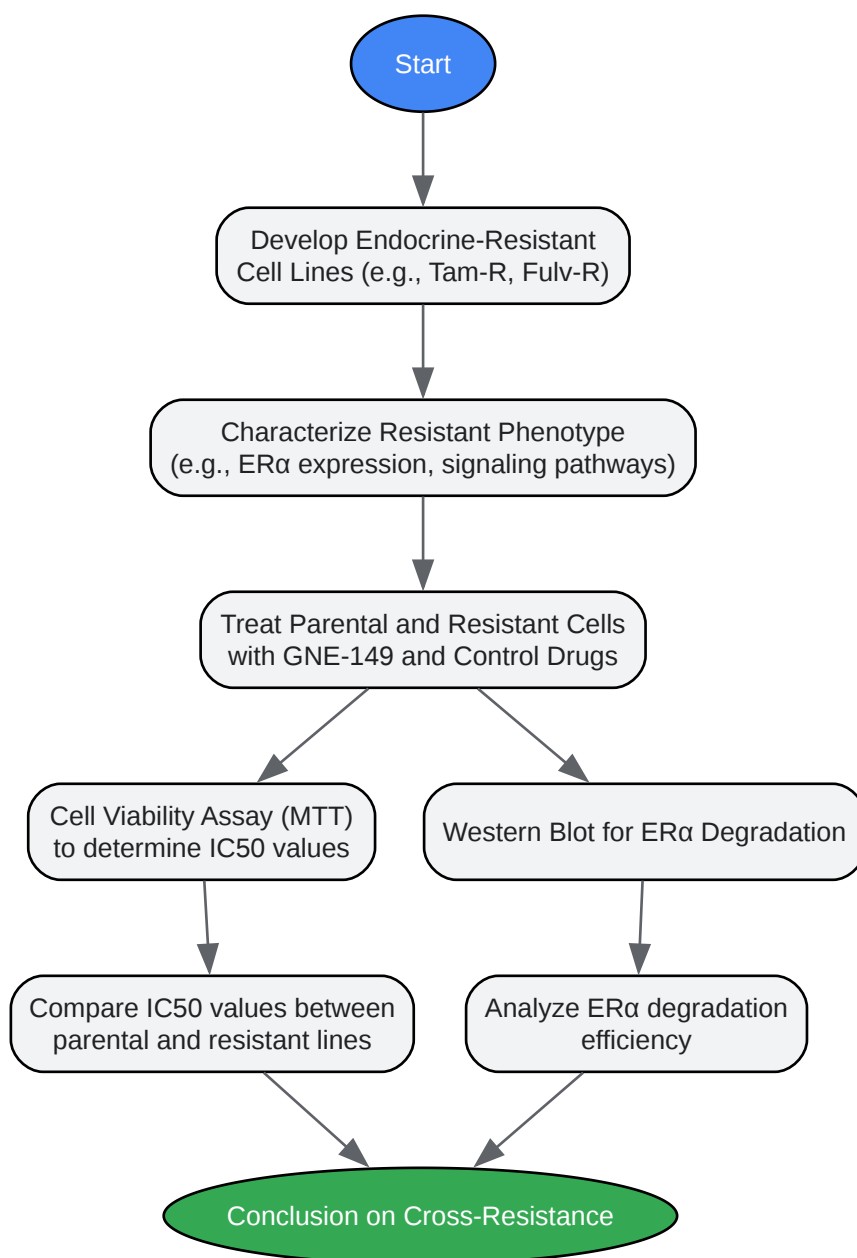 Start
Develop Endocrine-Resistant
Cell Lines (e.g., Tam-R, Fulv-R)
Characterize Resistant Phenotype
(e.g., ERα expression, signaling pathways)
Treat Parental and Resistant Cells
with GNE-149 and Control Drugs
Cell Viability Assay (MTT)
to determine IC50 values
Western Blot for ERα Degradation
Compare IC50 values between
parental and resistant lines
Analyze ERα degradation
efficiency
Conclusion on Cross-Resistance